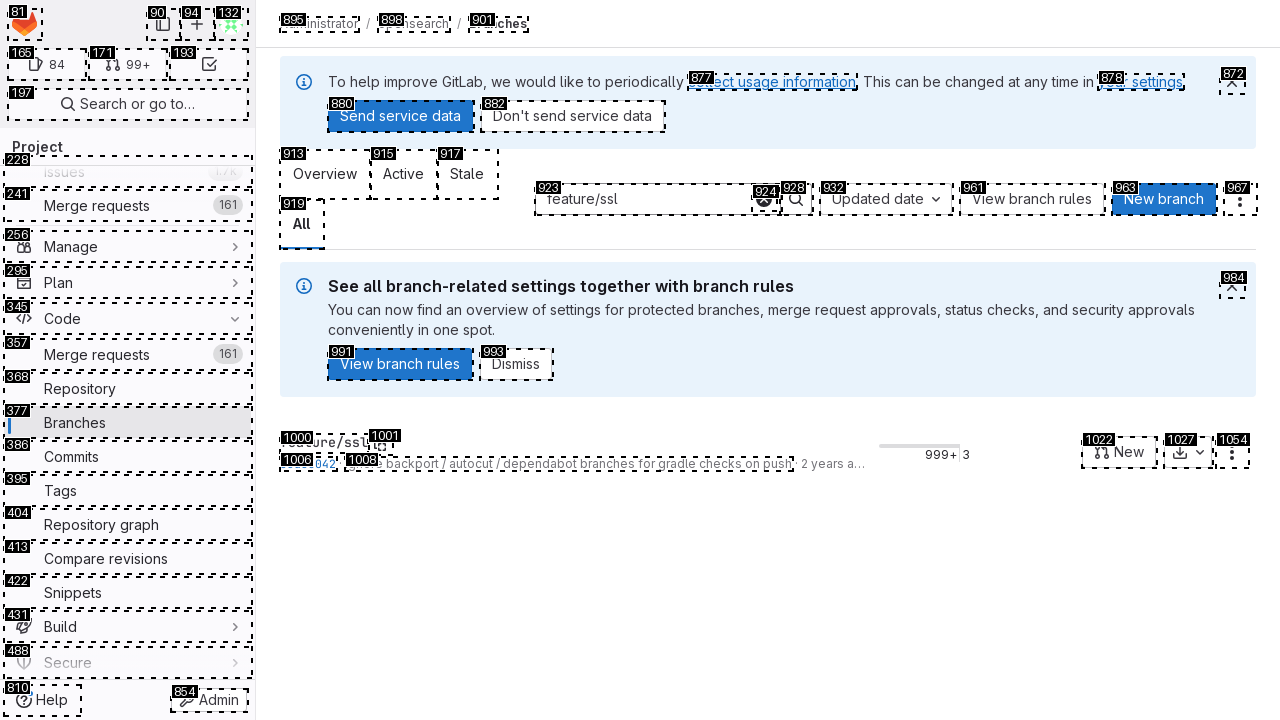 81
90
94
132
165
84
171
99+
193
197
Search or go to…
Project
228
Issues
241
Merge requests
161
256
Manage
295
Plan
345
Code
357
Merge requests
161
368
Repository
377
Branches
386
Commits
395
Tags
404
Repository graph
413
Compare revisions
422
Snippets
431
Build
488
Secure
810
Help
854
Admin
895
/
898
/
901
872
To help improve GitLab, we would like to periodically
877
collect usage information
. This can be changed at any time in
878
your settings
.
880
Send service data
882
Don't send service data
913
Overview
915
Active
917
Stale
919
All
923
feature/ssl
924
928
932
Updated date
961
View branch rules
963
New branch
967
984
See all branch-related settings together with branch rules
You can now find an overview of settings for protected branches, merge request approvals, status checks, and security approvals
conveniently in one spot.
991
View branch rules
993
Dismiss
1000
feature/ssl
1001
1006
042
·
1008
backport / autocut / dependabot branches for gradle checks on push · 2 years a…
999+
3
1022
New
1027
1054